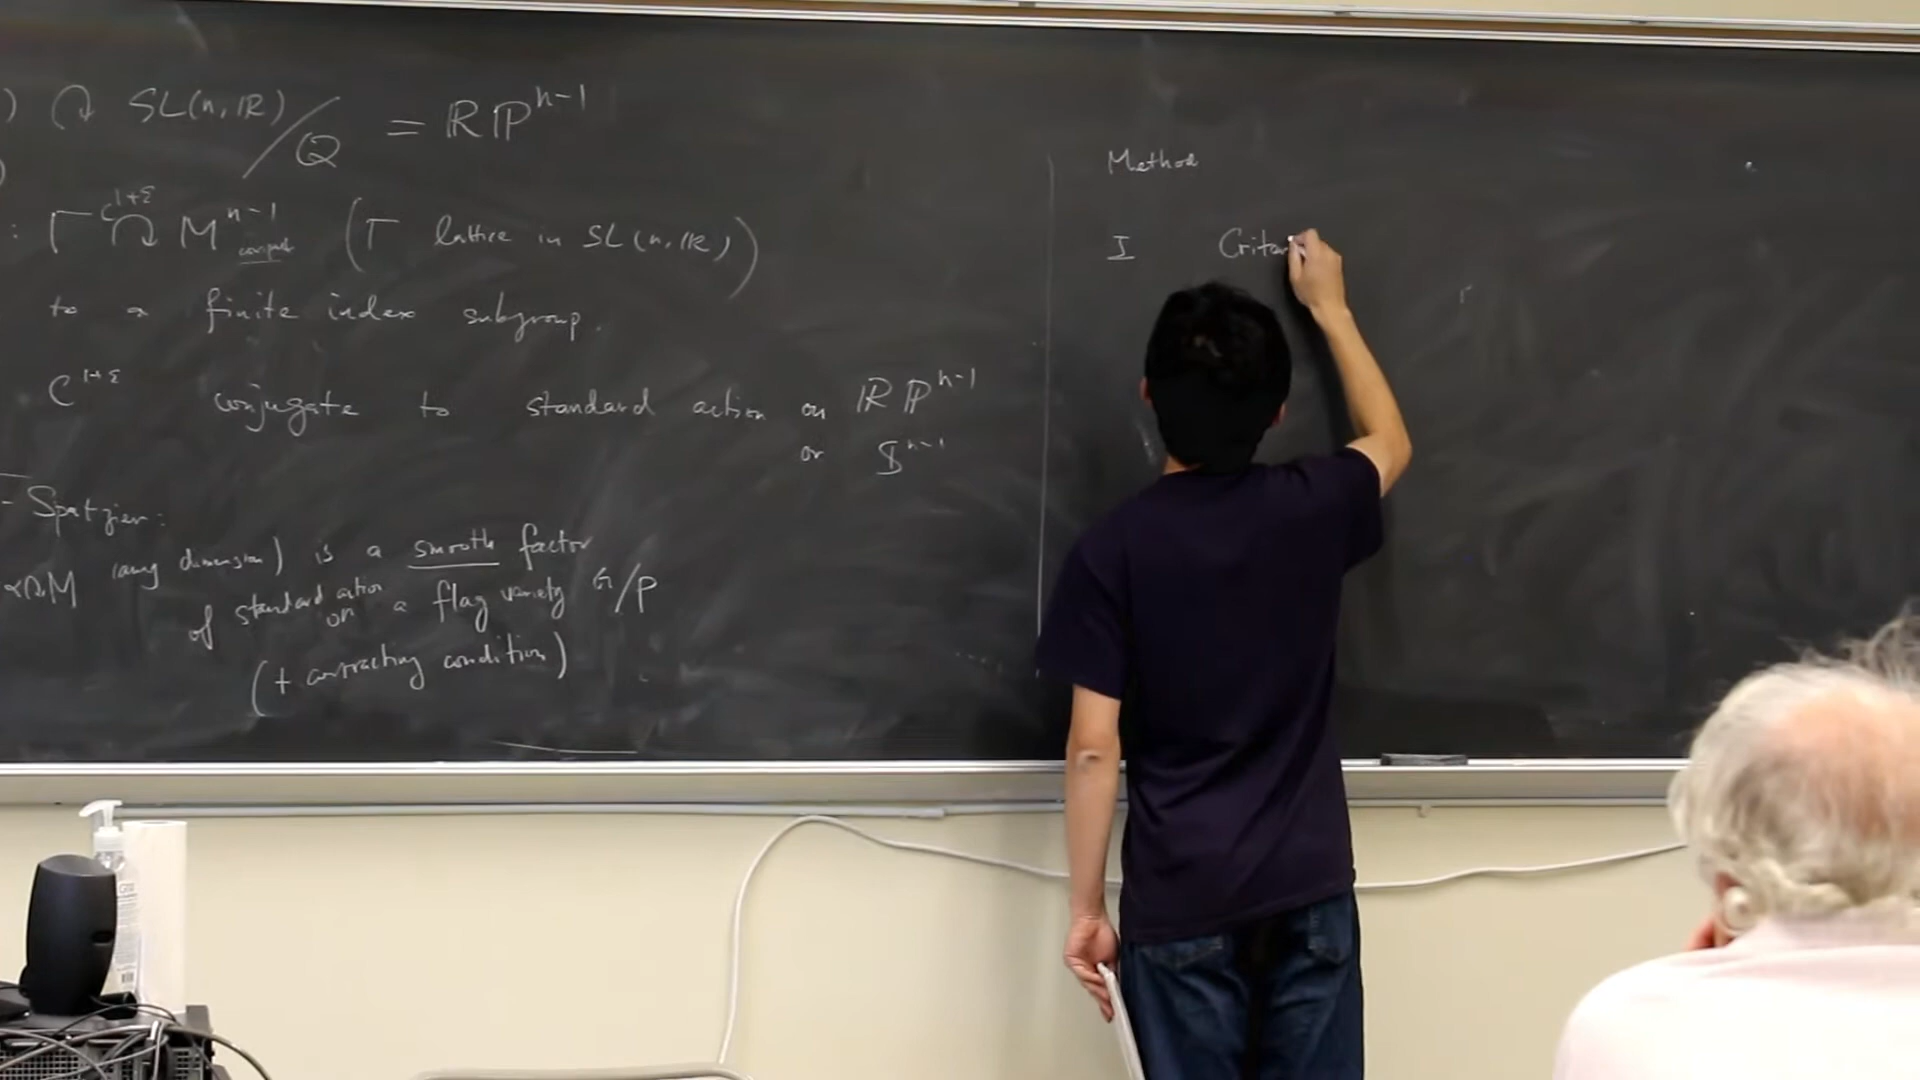 ) ↷ SL(n, ℝ)/Q = ℝℙ^{n-1}
: Γ ↷^{C^{1+ε}} M^{n-1} compact (Γ lattice in SL(n, ℝ))
to a finite index subgroup.
C^{1+ε} conjugate to standard action on ℝℙ^{n-1}
or 𝕊^{n-1}
- Spatzier:
α↷M (any dimension) is a smooth factor
of standard action on a flag variety G/P
(+ contracting condition)
Method
I Criter